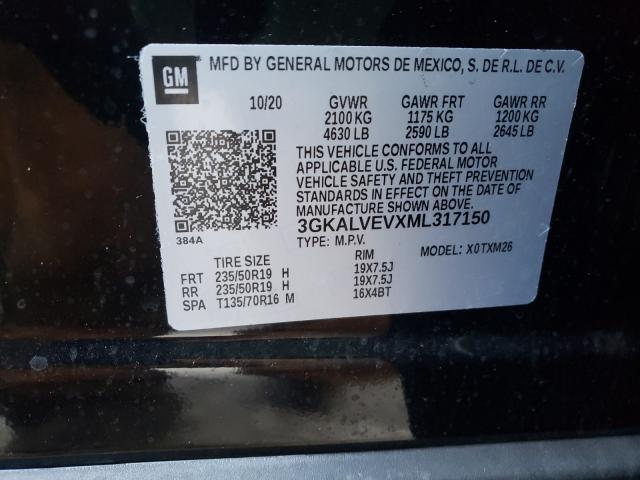 GM
MFD BY GENERAL MOTORS DE MEXICO, S. DE R.L. DE C.V.
10/20 GVWR GAWR FRT GAWR RR
2100 KG 1175 KG 1200 KG
4630 LB 2590 LB 2645 LB
THIS VEHICLE CONFORMS TO ALL
APPLICABLE U.S. FEDERAL MOTOR
VEHICLE SAFETY AND THEFT PREVENTION
STANDARDS IN EFFECT ON THE DATE OF
MANUFACTURE SHOWN ABOVE.
3GKALVEVXML317150
384A
TYPE: M.P.V. MODEL: X0TXM26
TIRE SIZE RIM
FRT 235/50R19 H 19X7.5J
RR 235/50R19 H 19X7.5J
SPA T135/70R16 M 16X4BT